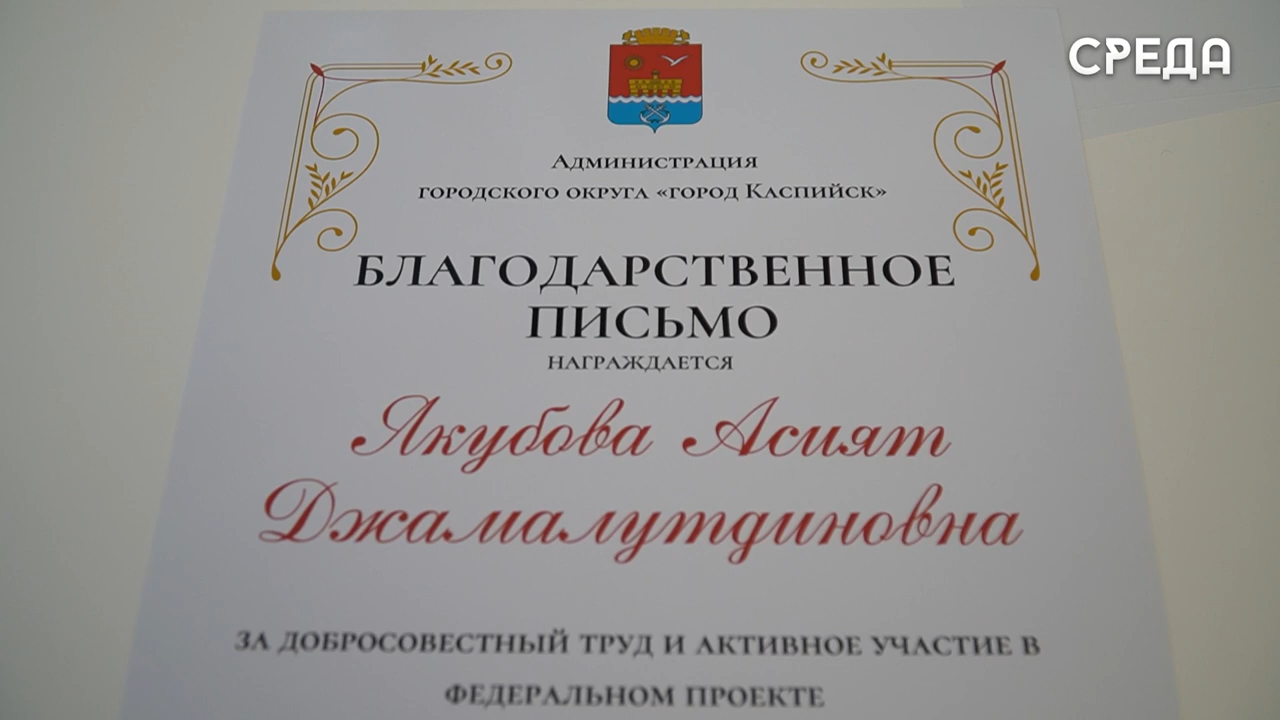 СРЕДА
Администрация
городского округа «город Каспийск»
БЛАГОДАРСТВЕННОЕ
ПИСЬМО
НАГРАЖДАЕТСЯ
Якубова Асият
Джамалутдиновна
ЗА ДОБРОСОВЕСТНЫЙ ТРУД И АКТИВНОЕ УЧАСТИЕ В
ФЕДЕРАЛЬНОМ ПРОЕКТЕ